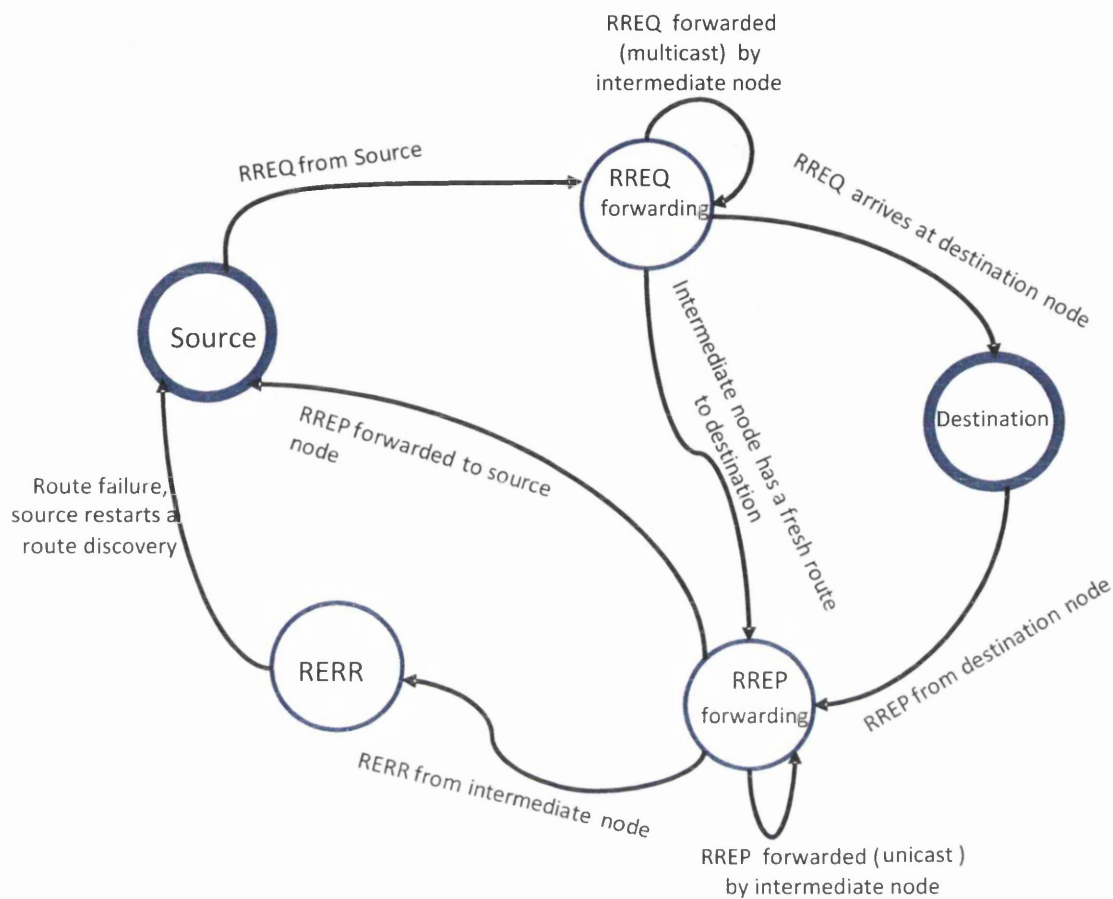 RREQ forwarded
(multicast) by
intermediate node
RREQ from Source
RREQ
forwarding
RREQ arrives at destination node
Source
Intermediate node has a fresh route
to destination
Destination
RREP forwarded to source
node
Route failure,
source restarts a
route discovery
RERR
RREP
forwarding
RREP from destination node
RERR from intermediate node
RREP forwarded (unicast)
by intermediate node